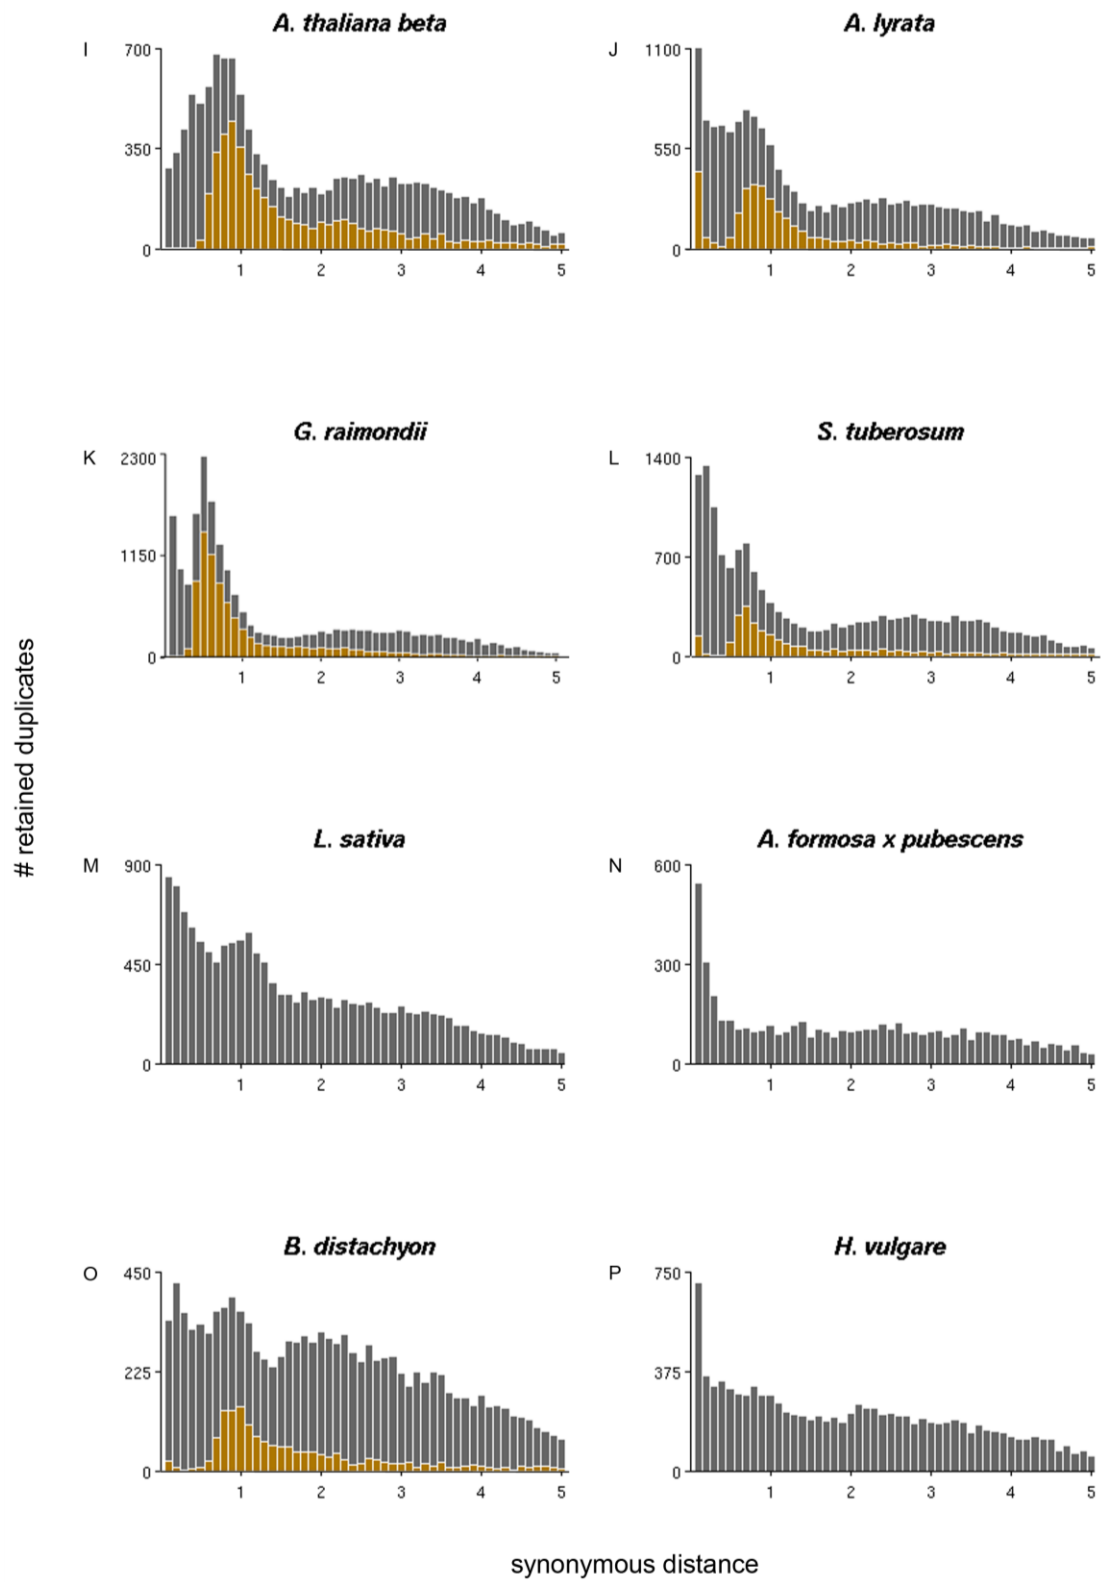 A. thaliana beta
I
700
350
0
1 2 3 4 5
A. lyrata
J
1100
550
0
1 2 3 4 5
G. raimondii
K
2300
1150
0
1 2 3 4 5
S. tuberosum
L
1400
700
0
1 2 3 4 5
# retained duplicates
L. sativa
M
900
450
0
1 2 3 4 5
A. formosa x pubescens
N
600
300
0
1 2 3 4 5
B. distachyon
O
450
225
0
1 2 3 4 5
H. vulgare
P
750
375
0
1 2 3 4 5
synonymous distance